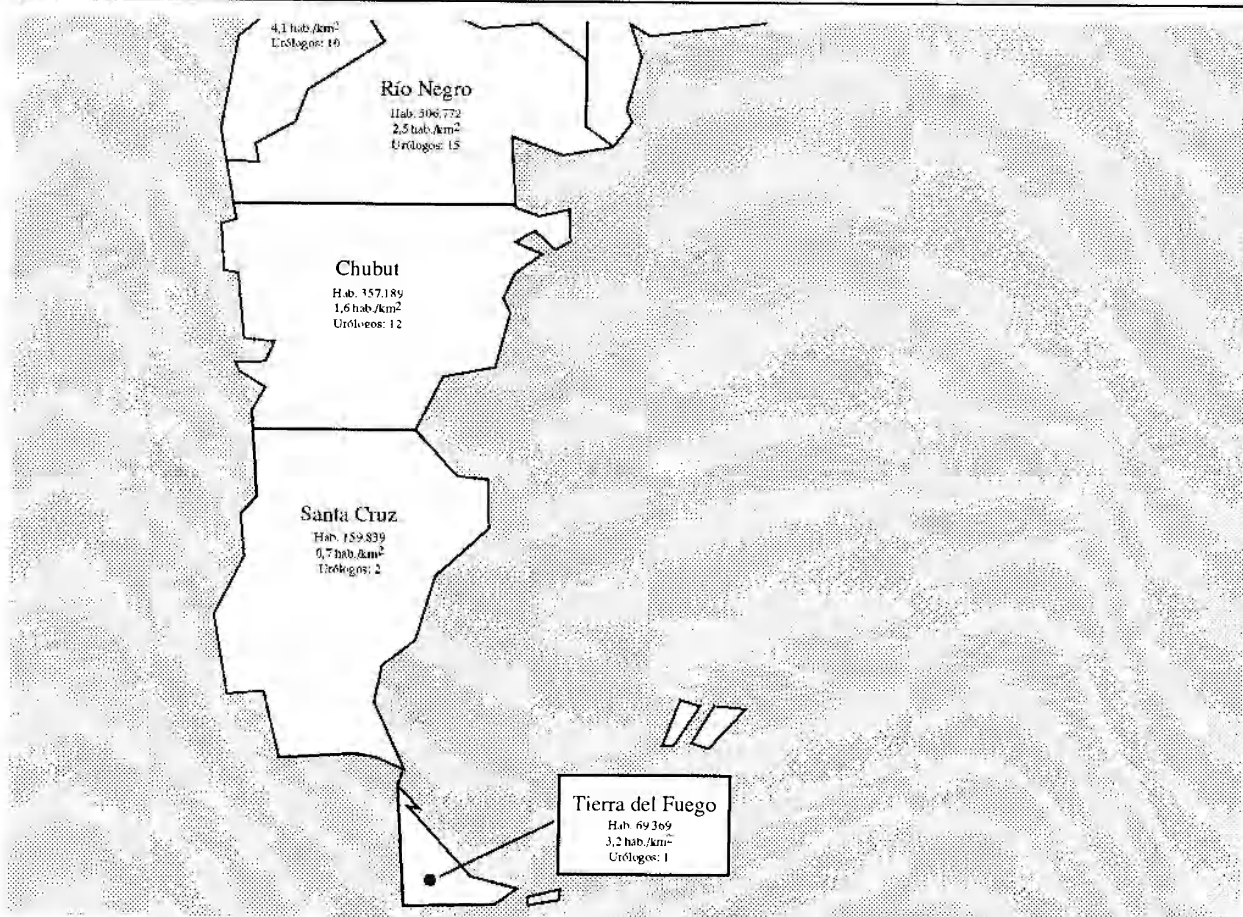 4,1 hab./km²
Urólogos: 10
Río Negro
Hab. 506.772
2,5 hab./km²
Urólogos: 15
Chubut
Hab. 357.189
1,6 hab./km²
Urólogos: 12
Santa Cruz
Hab. 159.839
0,7 hab./km²
Urólogos: 2
Tierra del Fuego
Hab. 69.369
3,2 hab./km²
Urólogos: 1